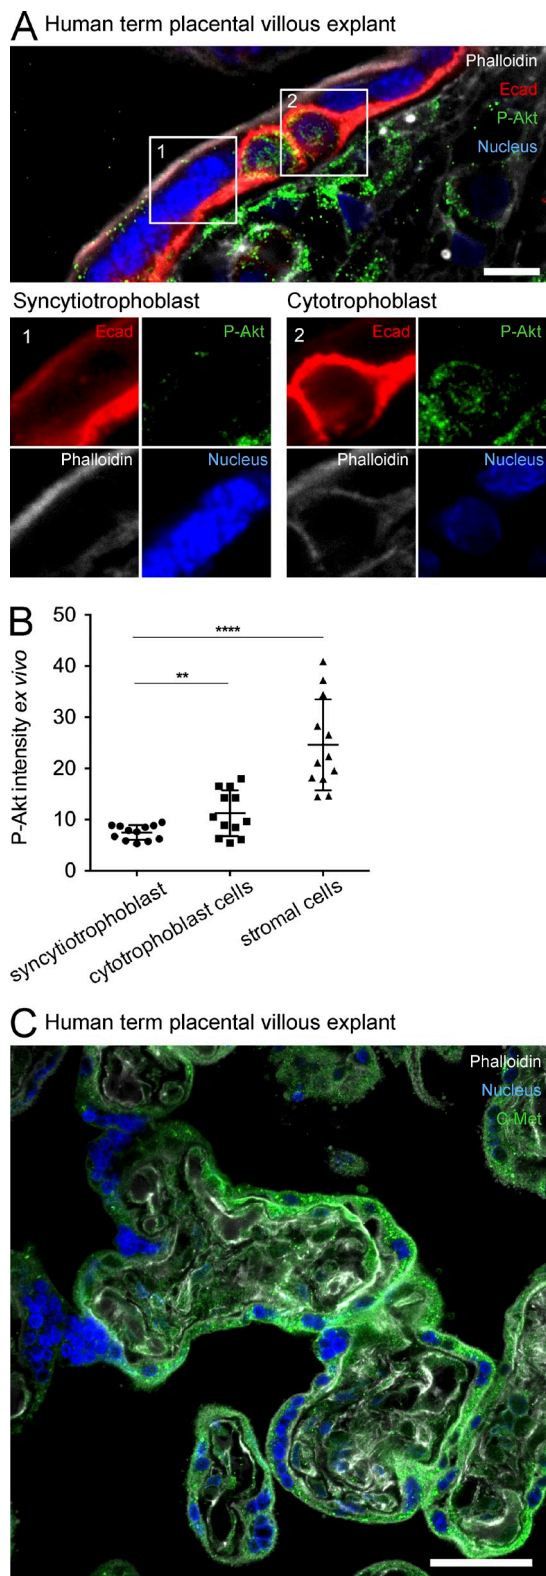 A Human term placental villous explant
Phalloidin
Ecad
P-Akt
Nucleus
1
2
Syncytiotrophoblast
Cytotrophoblast
1
Ecad
P-Akt
2
Ecad
P-Akt
Phalloidin
Nucleus
Phalloidin
Nucleus
B
50
40
30
20
10
0
P-Akt intensity ex vivo
****
**
syncytiotrophoblast
cytotrophoblast cells
stromal cells
C Human term placental villous explant
Phalloidin
Nucleus
C-Met